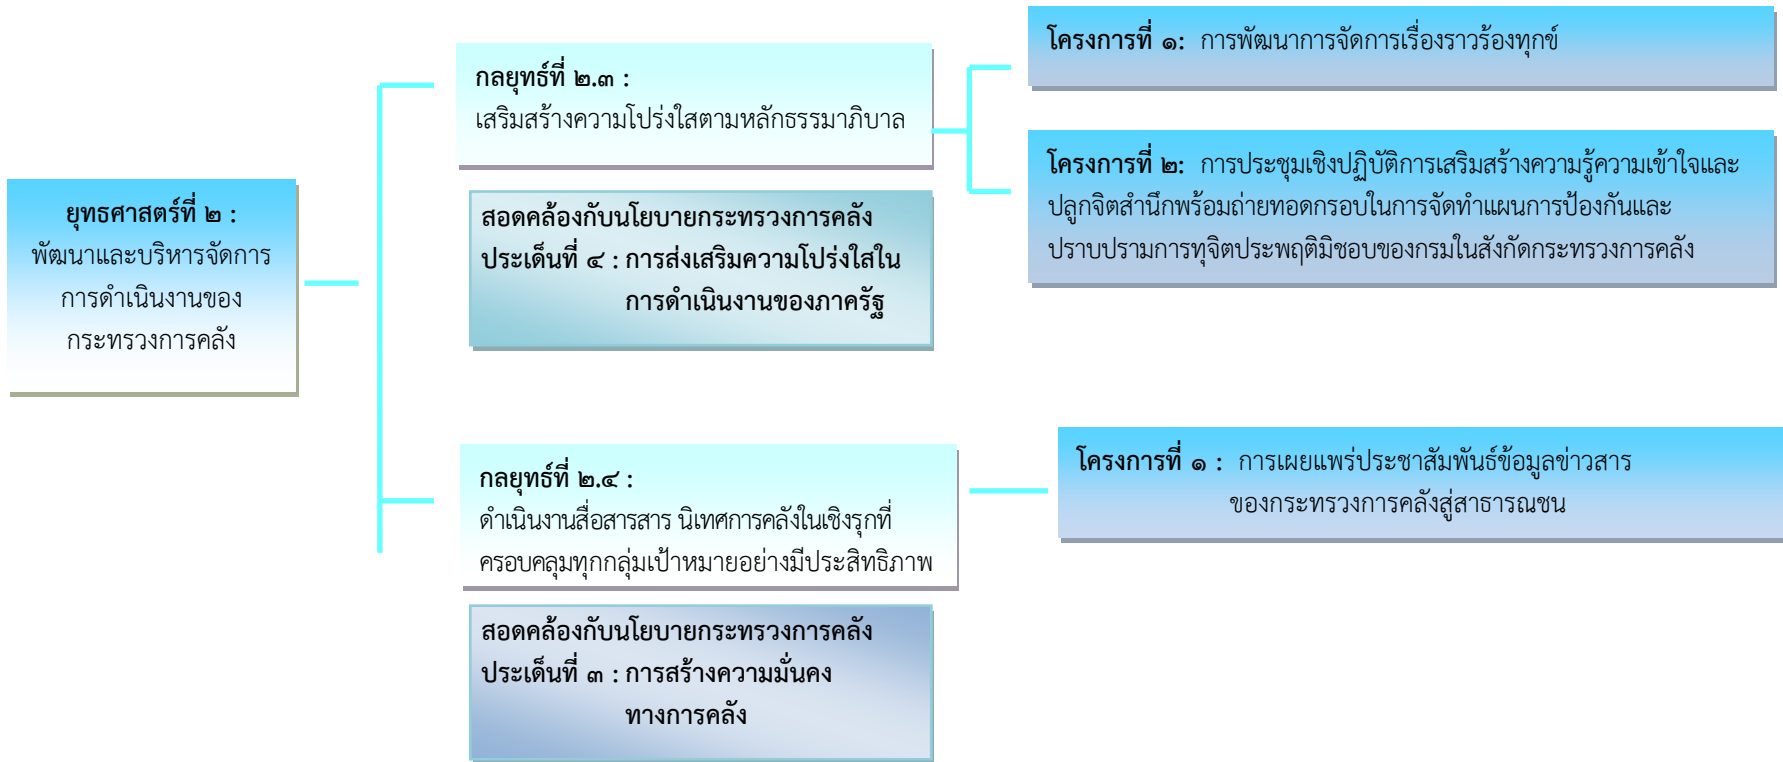 ยุทธศาสตร์ที่ ๒ :
พัฒนาและบริหารจัดการ
การดำเนินงานของ
กระทรวงการคลัง
กลยุทธ์ที่ ๒.๓ :
เสริมสร้างความโปร่งใสตามหลักธรรมาภิบาล
สอดคล้องกับนโยบายกระทรวงการคลัง
ประเด็นที่ ๔ : การส่งเสริมความโปร่งใสใน
การดำเนินงานของภาครัฐ
โครงการที่ ๑: การพัฒนาการจัดการเรื่องราวร้องทุกข์
โครงการที่ ๒: การประชุมเชิงปฏิบัติการเสริมสร้างความรู้ความเข้าใจและ
ปลูกจิตสำนึกพร้อมถ่ายทอดกรอบในการจัดทำแผนการป้องกันและ
ปราบปรามการทุจิตประพฤติมิชอบของกรมในสังกัดกระทรวงการคลัง
กลยุทธ์ที่ ๒.๔ :
ดำเนินงานสื่อสารสาร นิเทศการคลังในเชิงรุกที่
ครอบคลุมทุกกลุ่มเป้าหมายอย่างมีประสิทธิภาพ
สอดคล้องกับนโยบายกระทรวงการคลัง
ประเด็นที่ ๓ : การสร้างความมั่นคง
ทางการคลัง
โครงการที่ ๑ : การเผยแพร่ประชาสัมพันธ์ข้อมูลข่าวสาร
ของกระทรวงการคลังสู่สาธารณชน